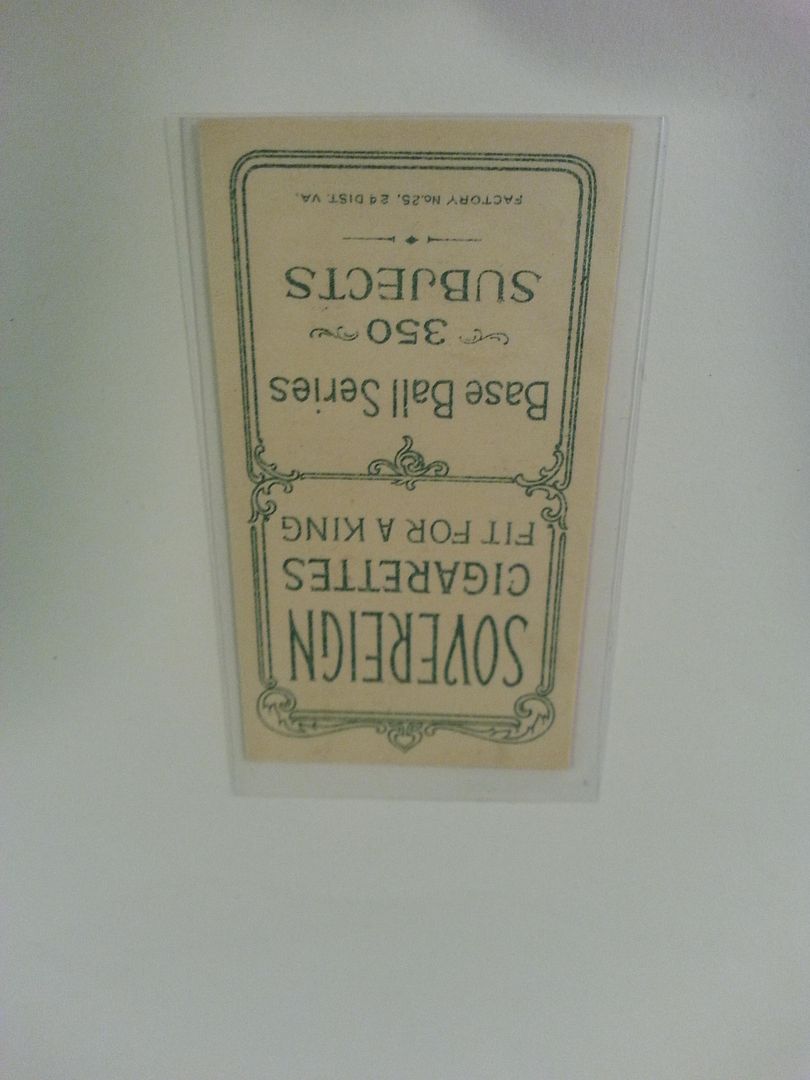 SOVEREIGN
CIGARETTES
FIT FOR A KING
Base Ball Series
350
SUBJECTS
FACTORY No.25, 2d DIST. VA.